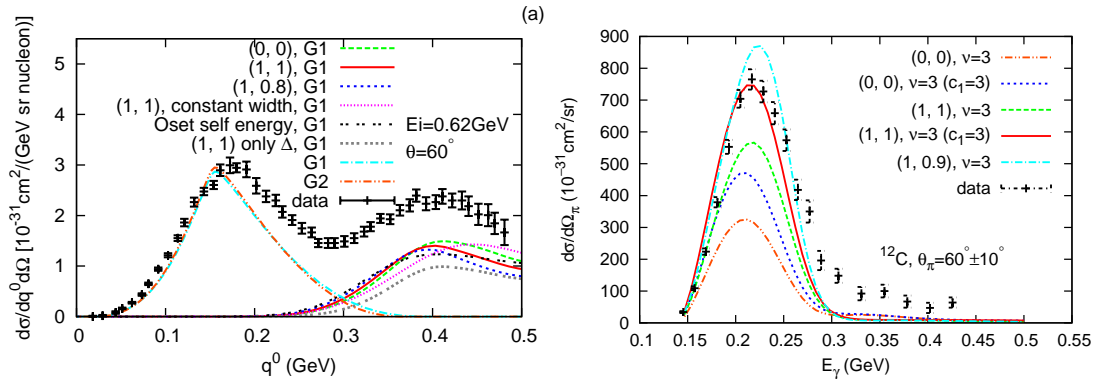 (a)
dσ/dq⁰dΩ [10⁻³¹cm²/(GeV sr nucleon)]
5
4
3
2
1
0
0
0.1
0.2
0.3
0.4
0.5
q⁰ (GeV)
(0, 0), G1
(1, 1), G1
(1, 0.8), G1
(1, 1), constant width, G1
Oset self energy, G1
(1, 1) only Δ, G1
G1
G2
data
Ei=0.62GeV
θ=60°
dσ/dΩπ (10⁻³¹cm²/sr)
900
800
700
600
500
400
300
200
100
0
0.1
0.15
0.2
0.25
0.3
0.35
0.4
0.45
0.5
0.55
Eγ (GeV)
(0, 0), ν=3
(0, 0), ν=3 (c₁=3)
(1, 1), ν=3
(1, 1), ν=3 (c₁=3)
(1, 0.9), ν=3
data
¹²C, θπ=60°±10°